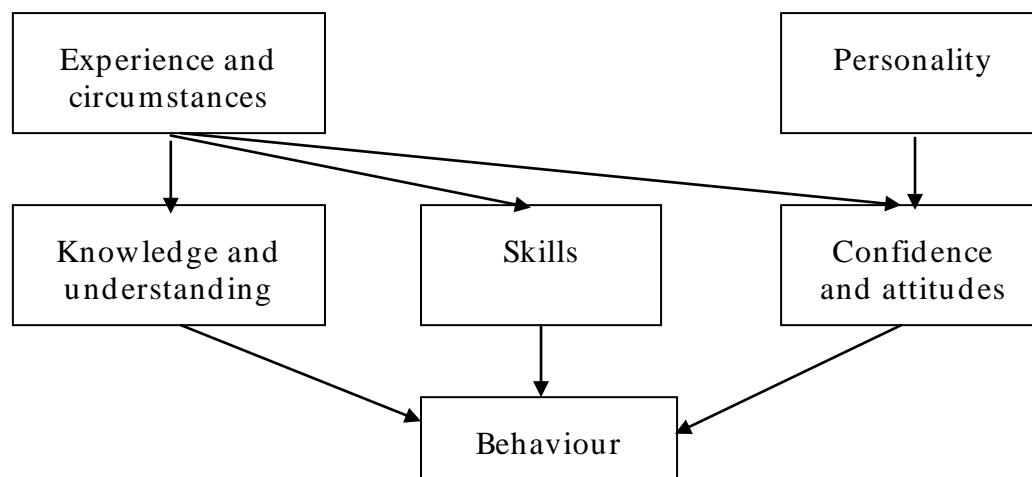 Experience and
circumstances
Personality
Knowledge and
understanding
Skills
Confidence
and attitudes
Behaviour